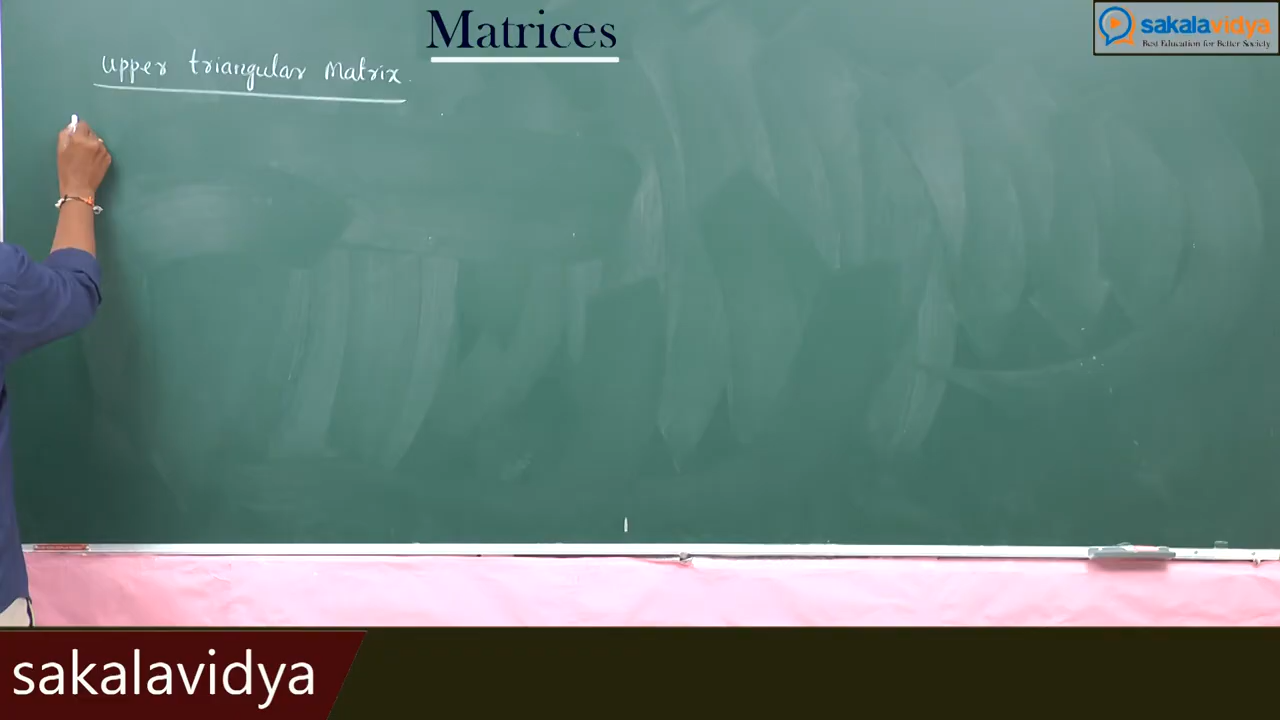 Matrices
sakalavidya
Best Education for Better Society
Upper triangular Matrix.
sakalavidya